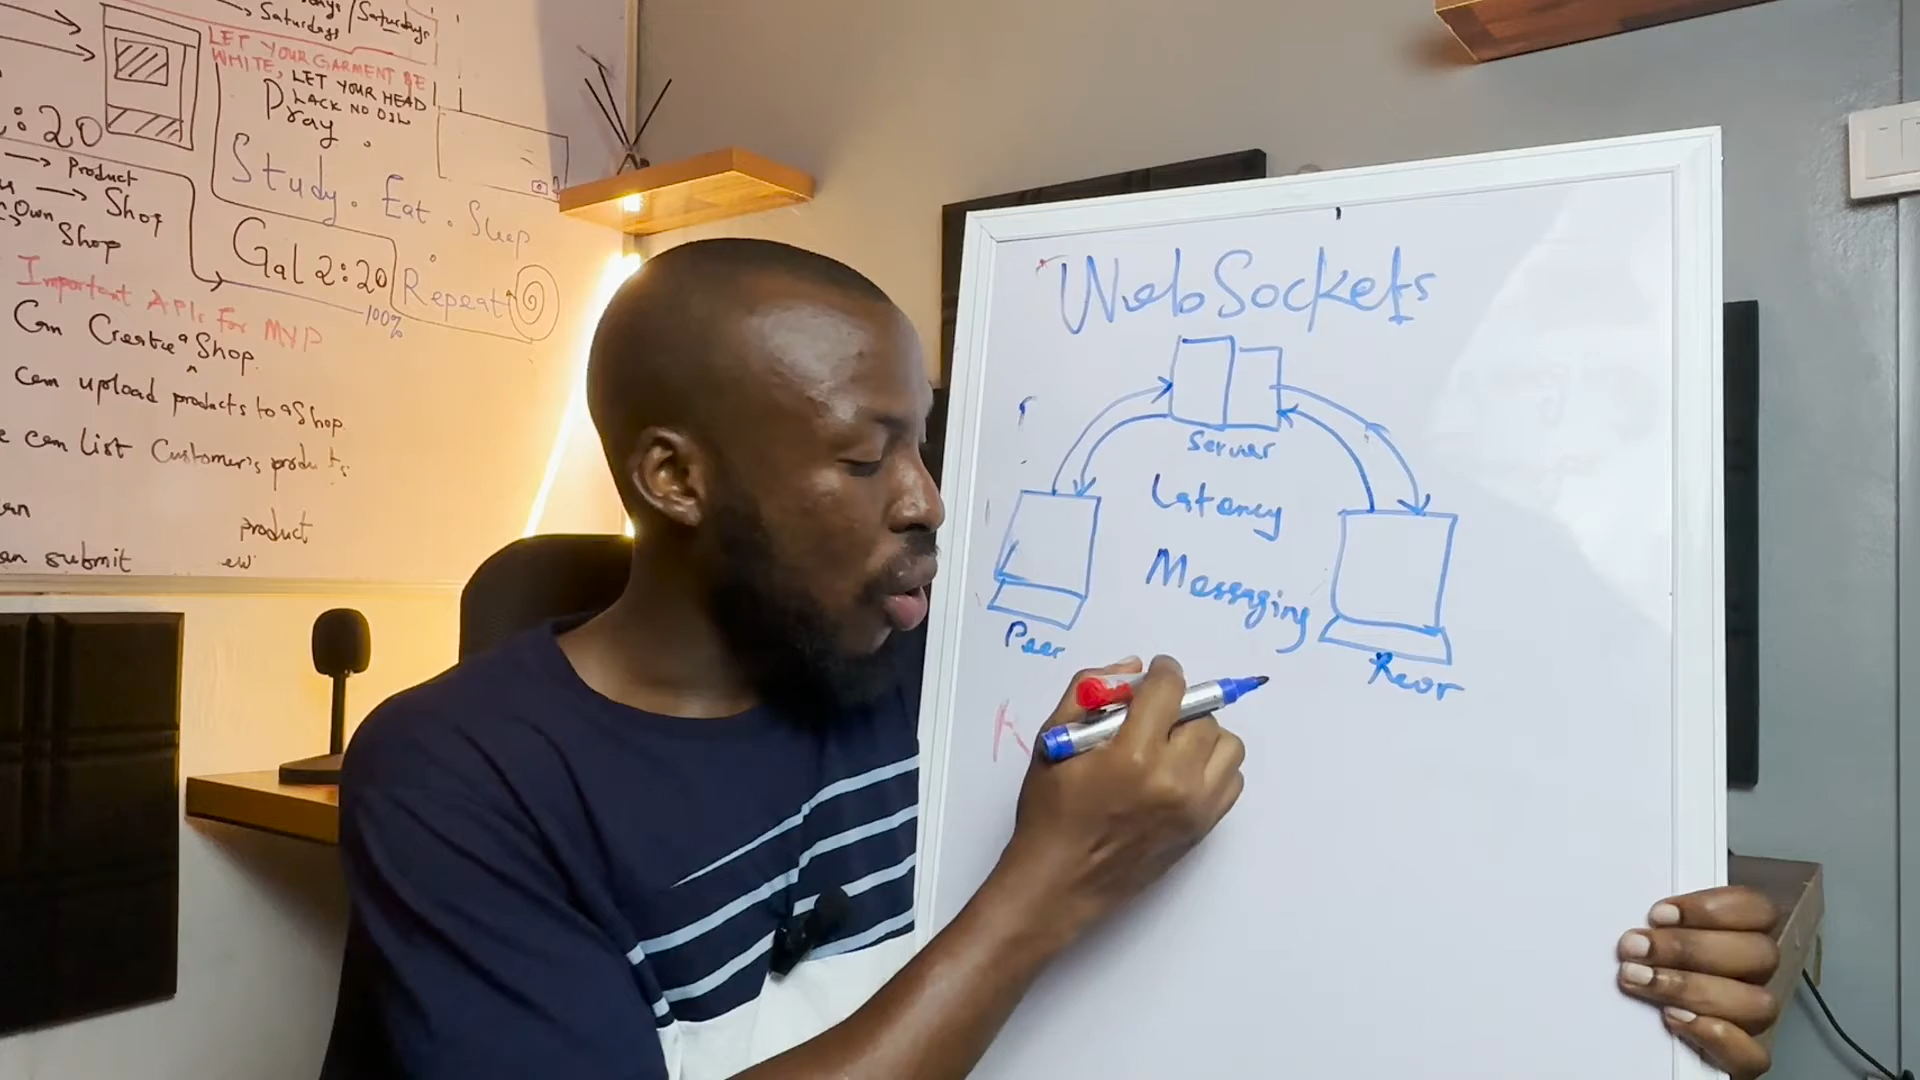 Saturdays
/Saturdays
LET YOUR GARMENT BE
WHITE, LET YOUR HEAD
LACK NO OIL
Pray.
:20
→ Product
→ Shop
Own
Shop
Study. Eat. Sleep
Gal 2:20
Repeat
100%
Important APIs For MVP
Can Create a Shop.
can upload products to a Shop.
can List Customer's products
product
submit
WebSockets
Server
Latency
Messaging
Peer